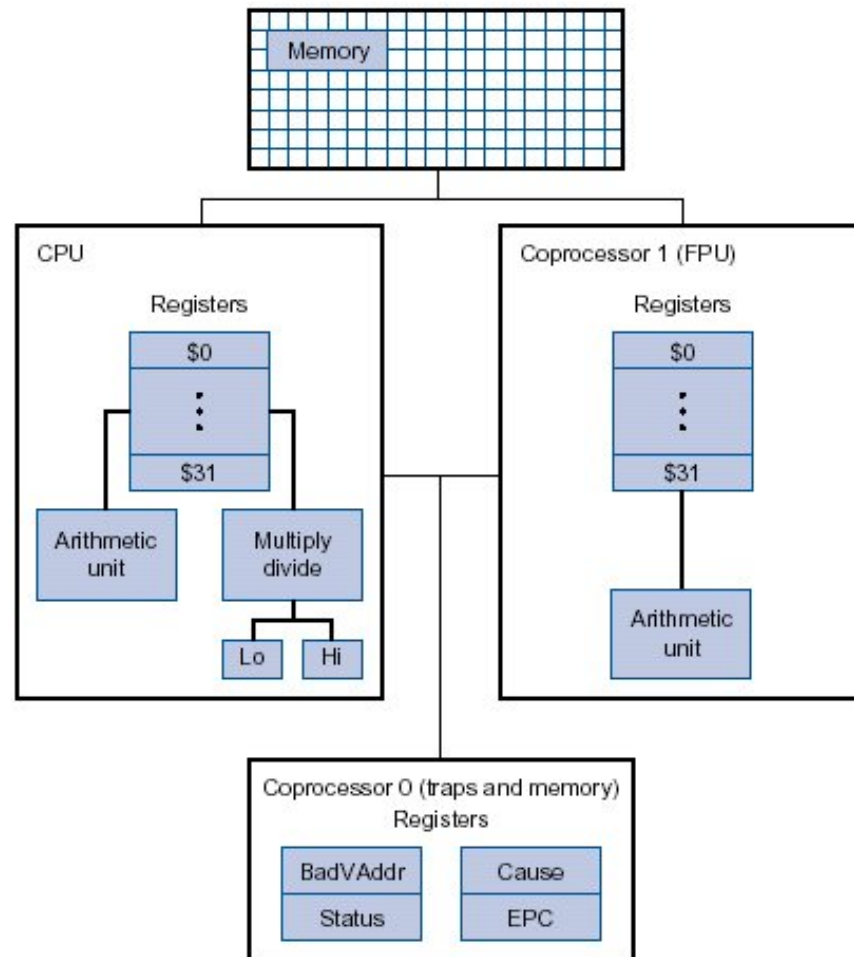 Memory
CPU
Registers
$0
$31
Arithmetic
unit
Multiply
divide
Lo
Hi
Coprocessor 1 (FPU)
Registers
$0
$31
Arithmetic
unit
Coprocessor 0 (traps and memory)
Registers
BadVAddr
Cause
Status
EPC